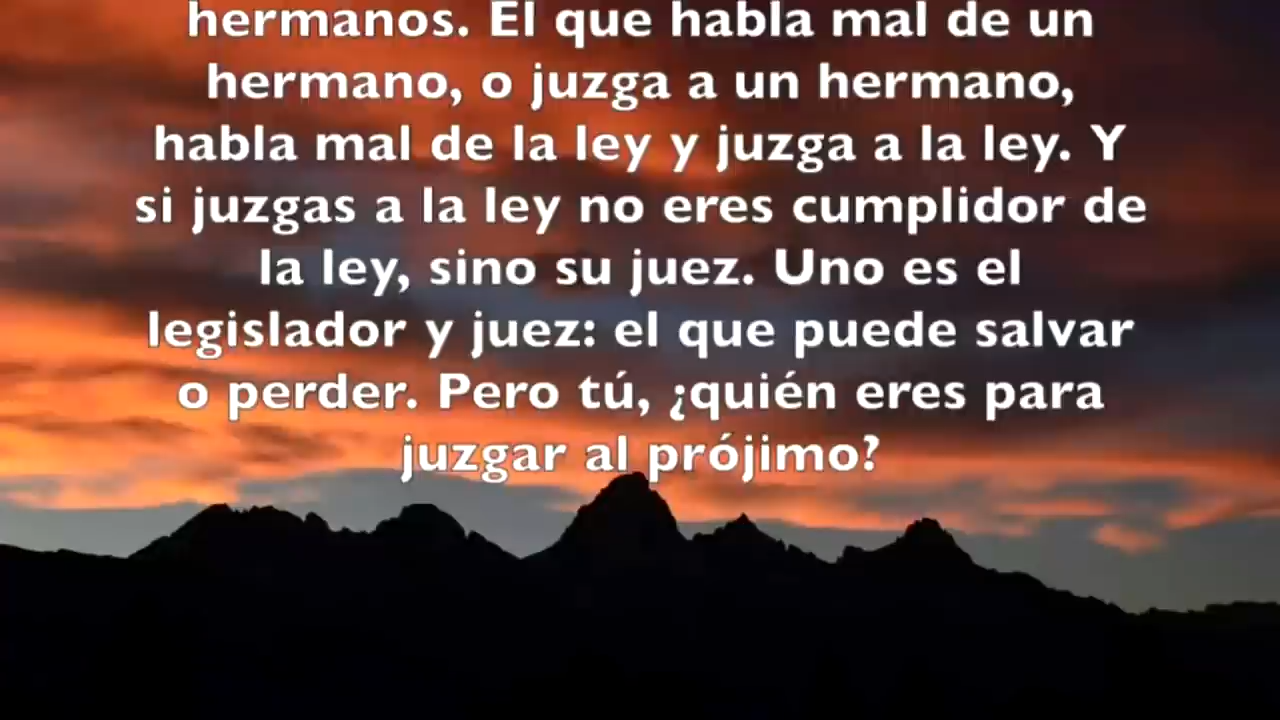 hermanos. El que habla mal de un
hermano, o juzga a un hermano,
habla mal de la ley y juzga a la ley. Y
si juzgas a la ley no eres cumplidor de
la ley, sino su juez. Uno es el
legislador y juez: el que puede salvar
o perder. Pero tú, ¿quién eres para
juzgar al prójimo?